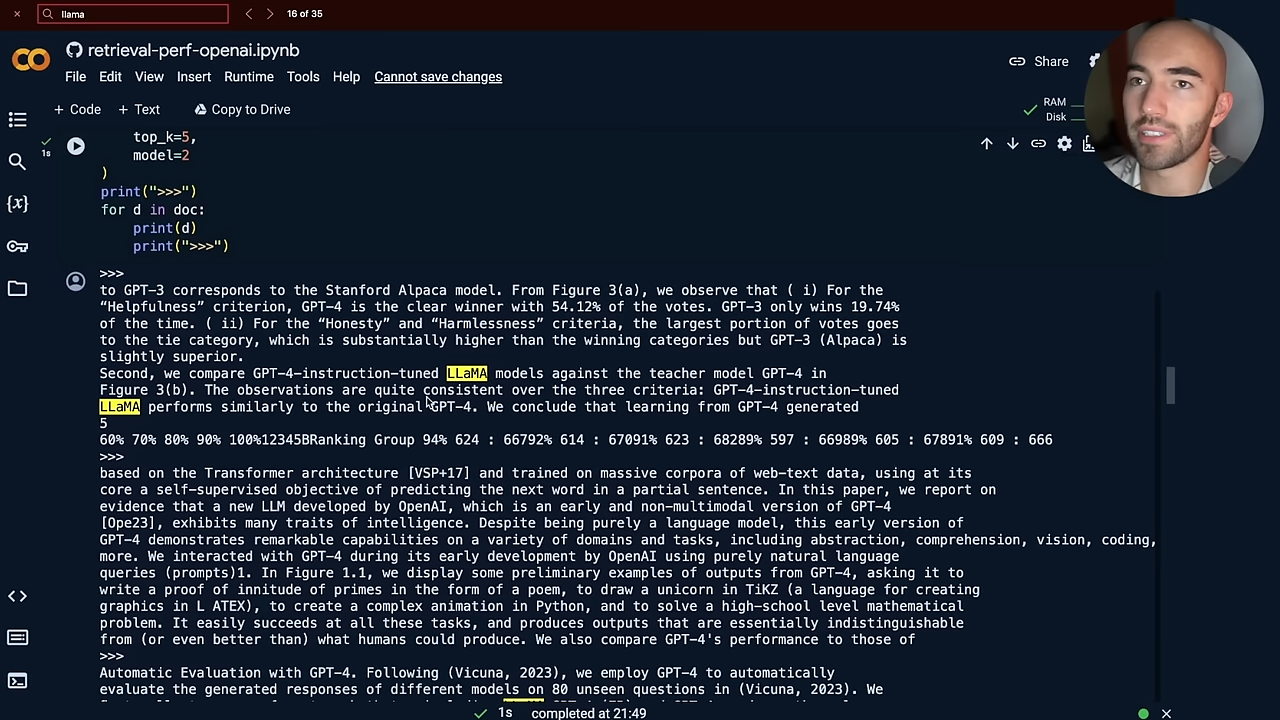 llama
16 of 35
retrieval-perf-openai.ipynb
File Edit View Insert Runtime Tools Help Cannot save changes
Share
+ Code + Text Copy to Drive
RAM
Disk
1s
top_k=5,
model=2
)
print(">>>")
for d in doc:
print(d)
print(">>>")
{x}
>>>
to GPT-3 corresponds to the Stanford Alpaca model. From Figure 3(a), we observe that ( i) For the
“Helpfulness” criterion, GPT-4 is the clear winner with 54.12% of the votes. GPT-3 only wins 19.74%
of the time. ( ii) For the “Honesty” and “Harmlessness” criteria, the largest portion of votes goes
to the tie category, which is substantially higher than the winning categories but GPT-3 (Alpaca) is
slightly superior.
Second, we compare GPT-4-instruction-tuned LLaMA models against the teacher model GPT-4 in
Figure 3(b). The observations are quite consistent over the three criteria: GPT-4-instruction-tuned
LLaMA performs similarly to the original GPT-4. We conclude that learning from GPT-4 generated
5
60% 70% 80% 90% 100%12345BRanking Group 94% 624 : 66792% 614 : 67091% 623 : 68289% 597 : 66989% 605 : 67891% 609 : 666
>>>
based on the Transformer architecture [VSP+17] and trained on massive corpora of web-text data, using at its
core a self-supervised objective of predicting the next word in a partial sentence. In this paper, we report on
evidence that a new LLM developed by OpenAI, which is an early and non-multimodal version of GPT-4
[Ope23], exhibits many traits of intelligence. Despite being purely a language model, this early version of
GPT-4 demonstrates remarkable capabilities on a variety of domains and tasks, including abstraction, comprehension, vision, coding,
more. We interacted with GPT-4 during its early development by OpenAI using purely natural language
queries (prompts)1. In Figure 1.1, we display some preliminary examples of outputs from GPT-4, asking it to
write a proof of innitude of primes in the form of a poem, to draw a unicorn in TiKZ (a language for creating
graphics in L ATEX), to create a complex animation in Python, and to solve a high-school level mathematical
problem. It easily succeeds at all these tasks, and produces outputs that are essentially indistinguishable
from (or even better than) what humans could produce. We also compare GPT-4's performance to those of
>>>
Automatic Evaluation with GPT-4. Following (Vicuna, 2023), we employ GPT-4 to automatically
evaluate the generated responses of different models on 80 unseen questions in (Vicuna, 2023). We
1s completed at 21:49